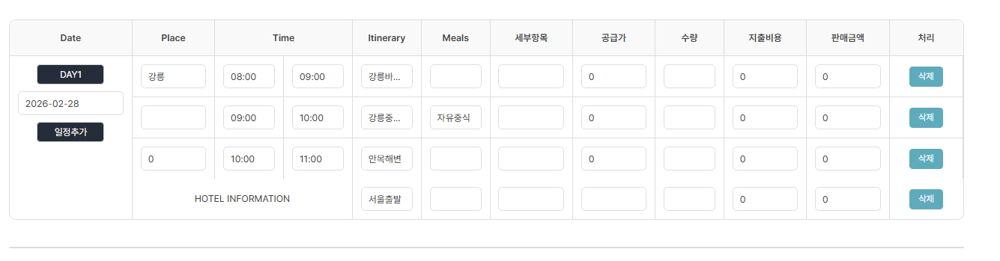 Date Place Time Itinerary Meals 세부항목 공급가 수량 지출비용 판매금액 처리
DAY1 강릉 08:00 09:00 강릉바... 0 0 0 삭제
2026-02-28 09:00 10:00 강릉중... 자유중식 0 0 0 삭제
일정추가
0 10:00 11:00 안목해변 0 0 0 삭제
HOTEL INFORMATION 서울출발 0 0 삭제